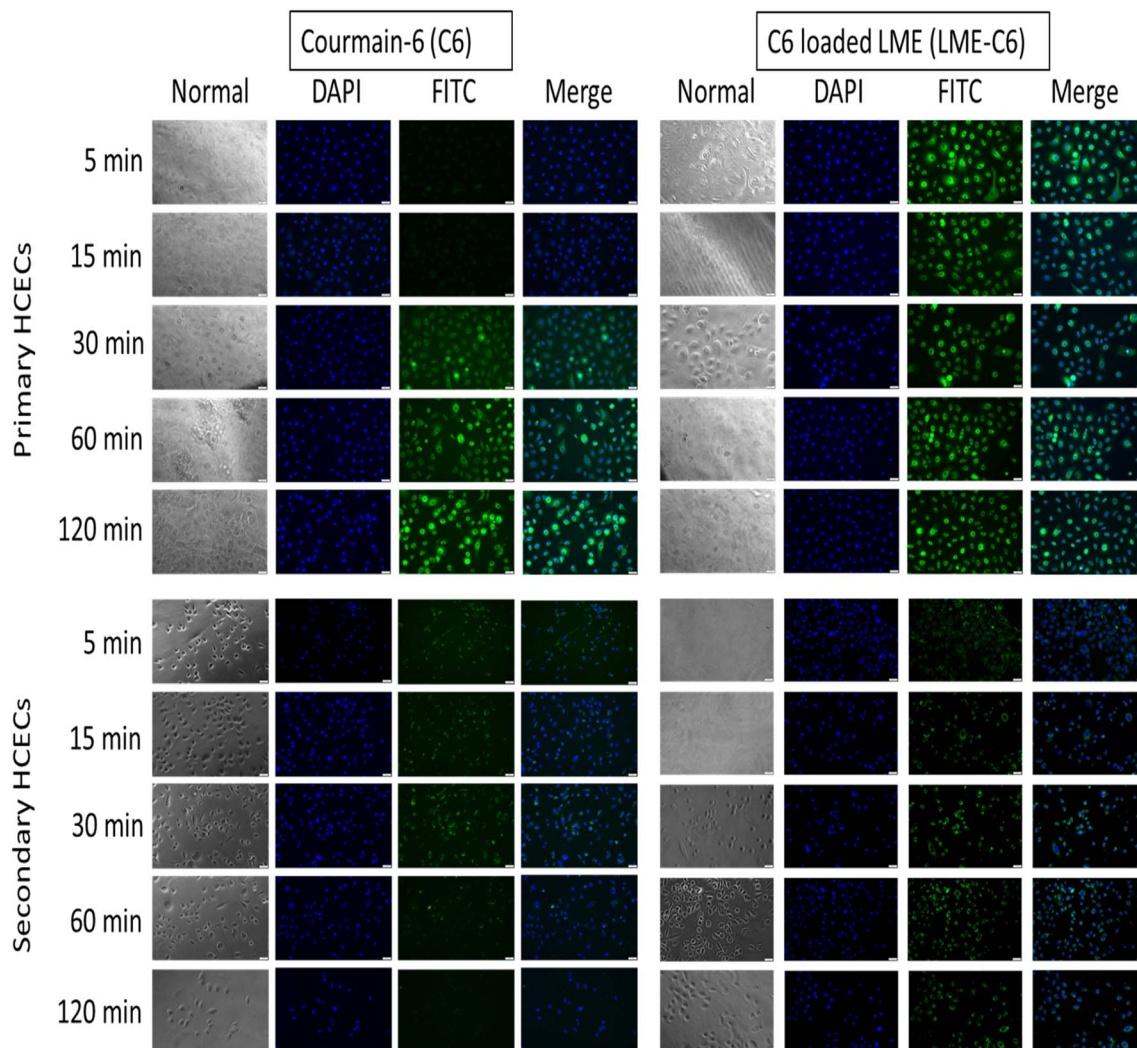 Courmain-6 (C6)
C6 loaded LME (LME-C6)
Normal DAPI FITC Merge Normal DAPI FITC Merge
Primary HCECs
5 min
15 min
30 min
60 min
120 min
Secondary HCECs
5 min
15 min
30 min
60 min
120 min